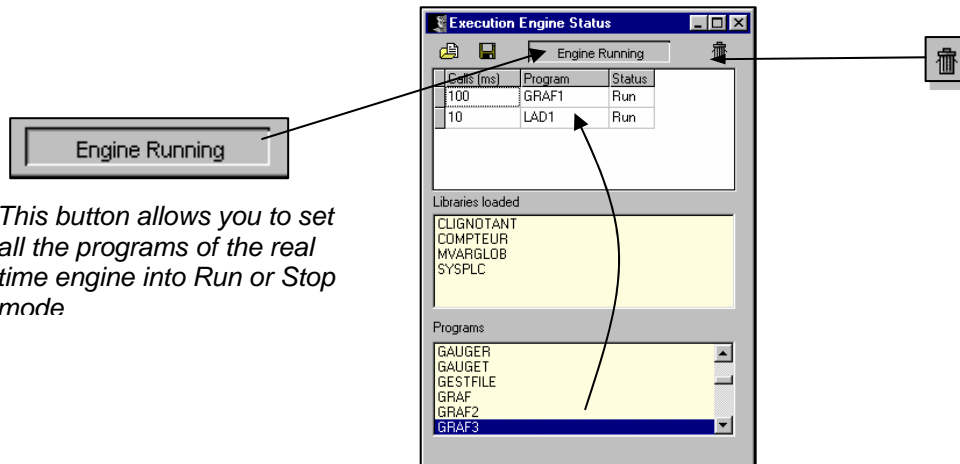 Execution Engine Status
Engine Running
Calls (ms) Program Status
100 GRAF1 Run
10 LAD1 Run
Engine Running
This button allows you to set
all the programs of the real
time engine into Run or Stop
mode
Libraries loaded
CLIGNOTANT
COMPTEUR
MVARGLOB
SYSPLC
Programs
GAUGER
GAUGET
GESTFILE
GRAF
GRAF2
GRAF3